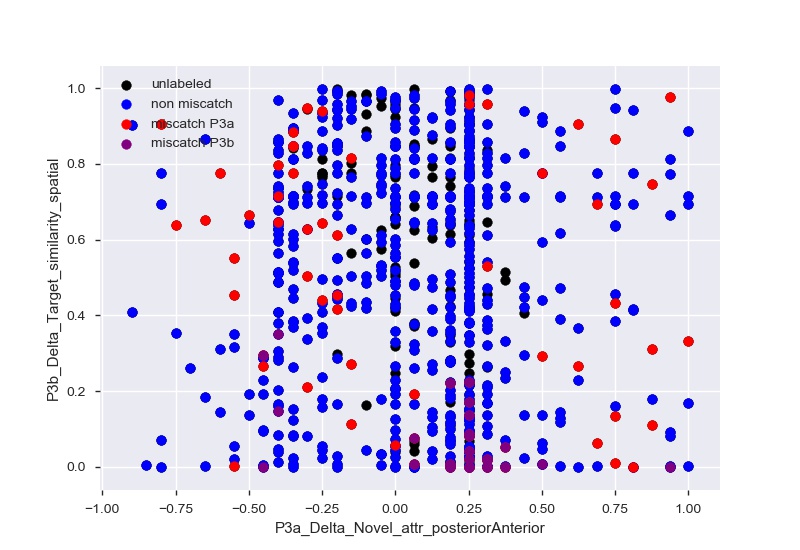 unlabeled
non miscatch
miscatch P3a
miscatch P3b
1.0
0.8
0.6
0.4
0.2
0.0
P3b_Delta_Target_similarity_spatial
−1.00 −0.75 −0.50 −0.25 0.00 0.25 0.50 0.75 1.00
P3a_Delta_Novel_attr_posteriorAnterior